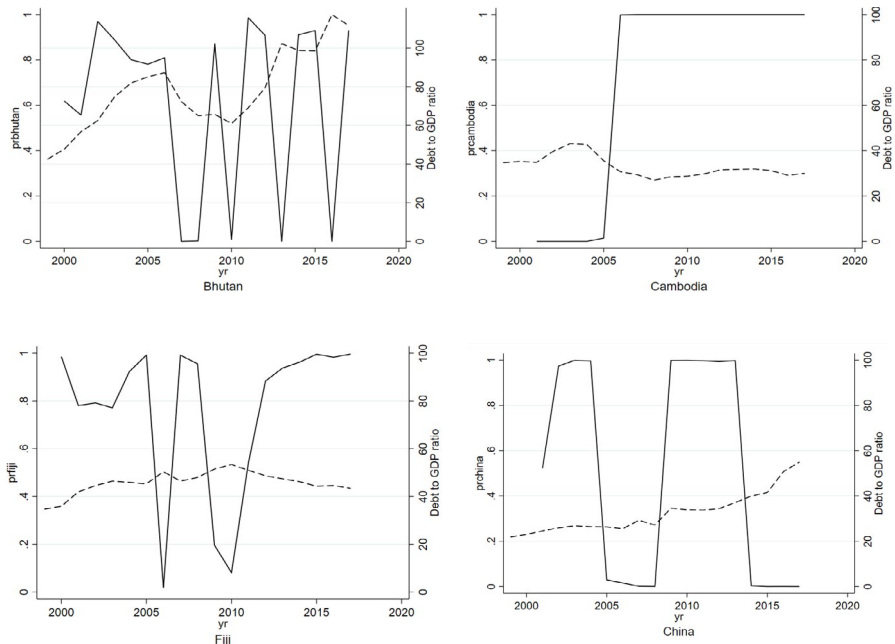 1
.8
.6
.4
.2
0
prbhutan
100
80
60
40
20
0
Debt to GDP ratio
2000 2005 2010 2015 2020
yr
Bhutan
1
.8
.6
.4
.2
0
prcambodia
100
80
60
40
20
0
Debt to GDP ratio
2000 2005 2010 2015 2020
yr
Cambodia
1
.8
.6
.4
.2
0
prfiji
100
80
60
40
20
0
Debt to GDP ratio
2000 2005 2010 2015 2020
yr
Fiji
1
.8
.6
.4
.2
0
prchina
100
80
60
40
20
0
Debt to GDP ratio
2000 2005 2010 2015 2020
yr
China